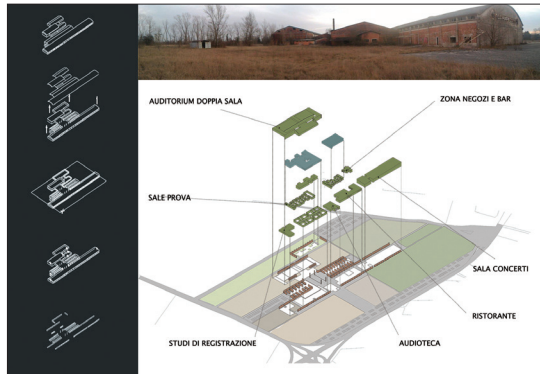 AUDITORIUM DOPPIA SALA
ZONA NEGOZI E BAR
SALE PROVA
SALA CONCERTI
RISTORANTE
STUDI DI REGISTRAZIONE
AUDIOTECA